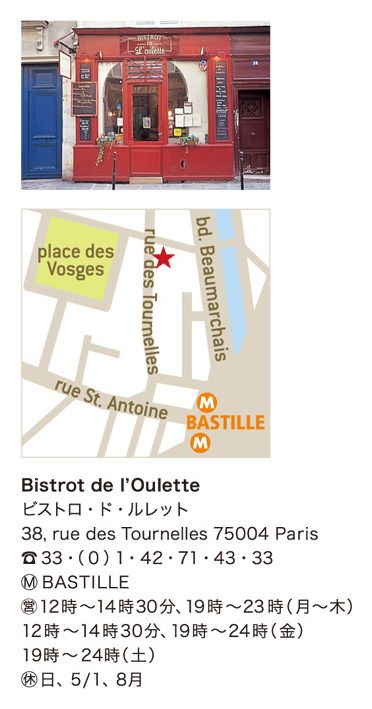 BISTROT
DE
L'Oulette
38
place des
Vosges
rue des Tournelles
bd. Beaumarchais
rue St. Antoine
M
BASTILLE
M
Bistrot de l'Oulette
ビストロ・ド・ルレット
38, rue des Tournelles 75004 Paris
☎33・(0)1・42・71・43・33
Ⓜ BASTILLE
㊡12時〜14時30分、19時〜23時(月〜木)
12時〜14時30分、19時〜24時(金)
19時〜24時(土)
㊡日、5/1、8月